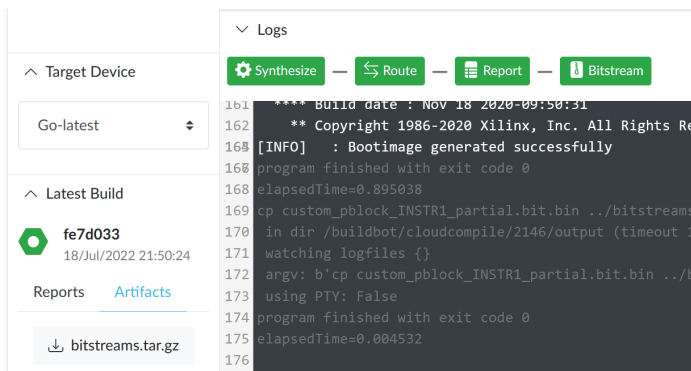 Logs
Synthesize
Route
Report
Bitstream
Target Device
Go-latest
Latest Build
fe7d033
18/Jul/2022 21:50:24
Reports Artifacts
bitstreams.tar.gz
161 **** Build date : Nov 18 2020-09:50:31
162 ** Copyright 1986-2020 Xilinx, Inc. All Rights Re
[INFO] : Bootimage generated successfully
program finished with exit code 0
168 elapsedTime=0.895038
169 cp custom_pblock_INSTR1_partial.bit.bin ../bitstreams
170 in dir /buildbot/cloudcompile/2146/output (timeout 1
171 watching logfiles {}
172 argv: b'cp custom_pblock_INSTR1_partial.bit.bin ../b
173 using PTY: False
174 program finished with exit code 0
175 elapsedTime=0.004532
176